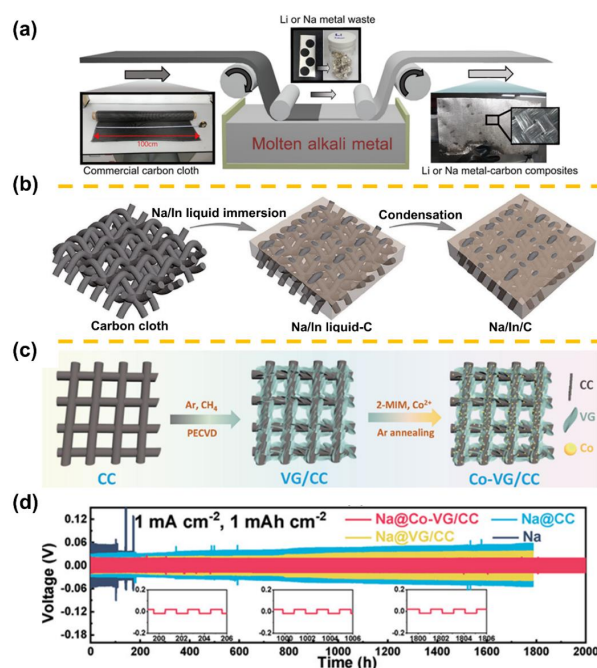 (a)
Li or Na metal waste
Molten alkali metal
100cm
Commercial carbon cloth
Li or Na metal-carbon composites
(b)
Na/In liquid immersion
Condensation
Carbon cloth
Na/In liquid-C
Na/In/C
(c)
Ar, CH4
PECVD
2-MIM, Co2+
Ar annealing
CC
VG
Co
CC
VG/CC
Co-VG/CC
(d)
1 mA cm-2, 1 mAh cm-2
Na@Co-VG/CC
Na@CC
Na@VG/CC
Na
Voltage (V)
0.12
0.06
0.00
-0.06
-0.12
-0.18
0.2
0.0
-0.2
200 202 204 206
0.2
0.0
-0.2
1000 1002 1004 1006
0.2
0.0
-0.2
1800 1802 1804 1806
0 200 400 600 800 1000 1200 1400 1600 1800 2000
Time (h)